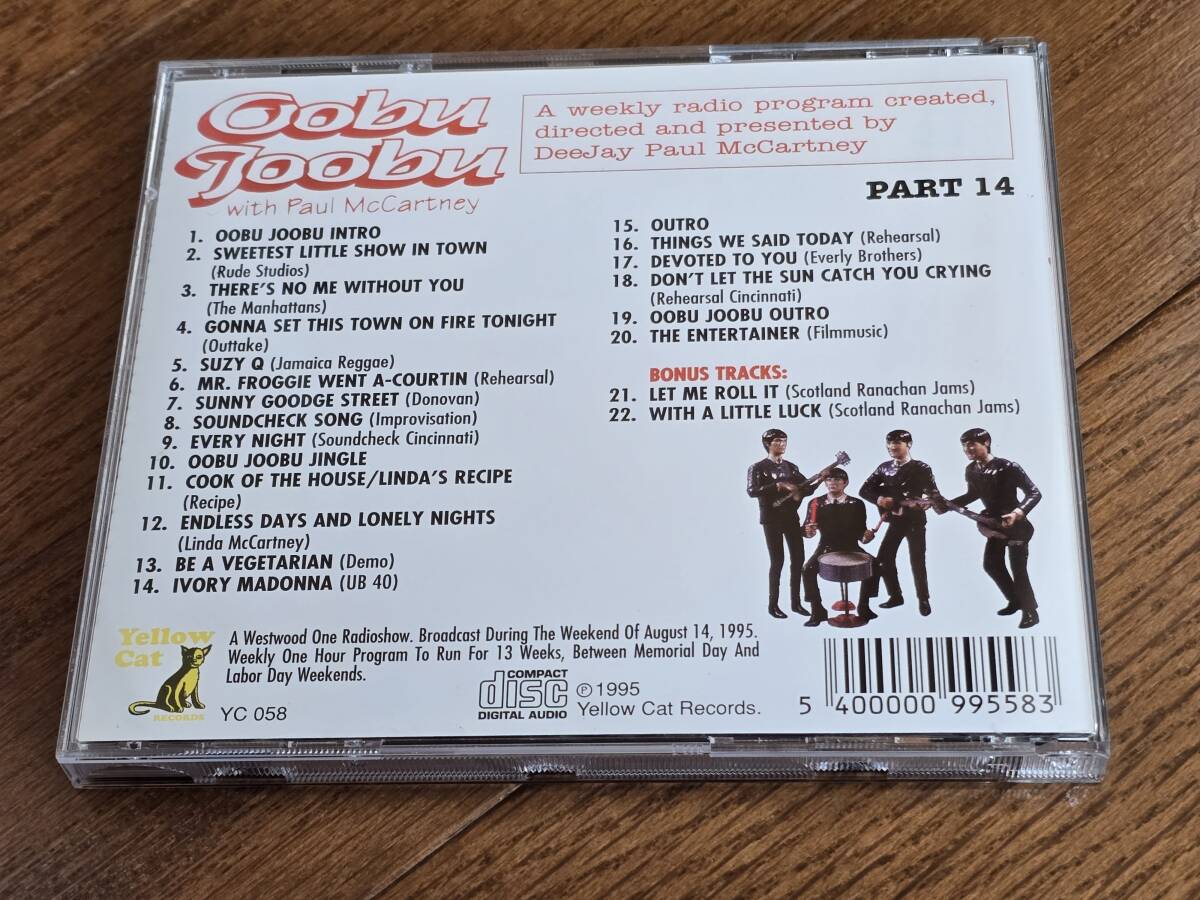 Oobu
Joobu
with Paul McCartney
A weekly radio program created,
directed and presented by
DeeJay Paul McCartney
PART 14
1. OOBU JOOBU INTRO
2. SWEETEST LITTLE SHOW IN TOWN
(Rude Studios)
3. THERE'S NO ME WITHOUT YOU
(The Manhattans)
4. GONNA SET THIS TOWN ON FIRE TONIGHT
(Outtake)
5. SUZY Q (Jamaica Reggae)
6. MR. FROGGIE WENT A-COURTIN (Rehearsal)
7. SUNNY GOODGE STREET (Donovan)
8. SOUNDCHECK SONG (Improvisation)
9. EVERY NIGHT (Soundcheck Cincinnati)
10. OOBU JOOBU JINGLE
11. COOK OF THE HOUSE/LINDA'S RECIPE
(Recipe)
12. ENDLESS DAYS AND LONELY NIGHTS
(Linda McCartney)
13. BE A VEGETARIAN (Demo)
14. IVORY MADONNA (UB 40)
15. OUTRO
16. THINGS WE SAID TODAY (Rehearsal)
17. DEVOTED TO YOU (Everly Brothers)
18. DON'T LET THE SUN CATCH YOU CRYING
(Rehearsal Cincinnati)
19. OOBU JOOBU OUTRO
20. THE ENTERTAINER (Filmmusic)
BONUS TRACKS:
21. LET ME ROLL IT (Scotland Ranachan Jams)
22. WITH A LITTLE LUCK (Scotland Ranachan Jams)
Yellow
Cat
RECORDS
A Westwood One Radioshow. Broadcast During The Weekend Of August 14, 1995.
Weekly One Hour Program To Run For 13 Weeks, Between Memorial Day And
Labor Day Weekends.
YC 058
COMPACT
disc
DIGITAL AUDIO
℗ 1995
Yellow Cat Records.
5 400000 995583